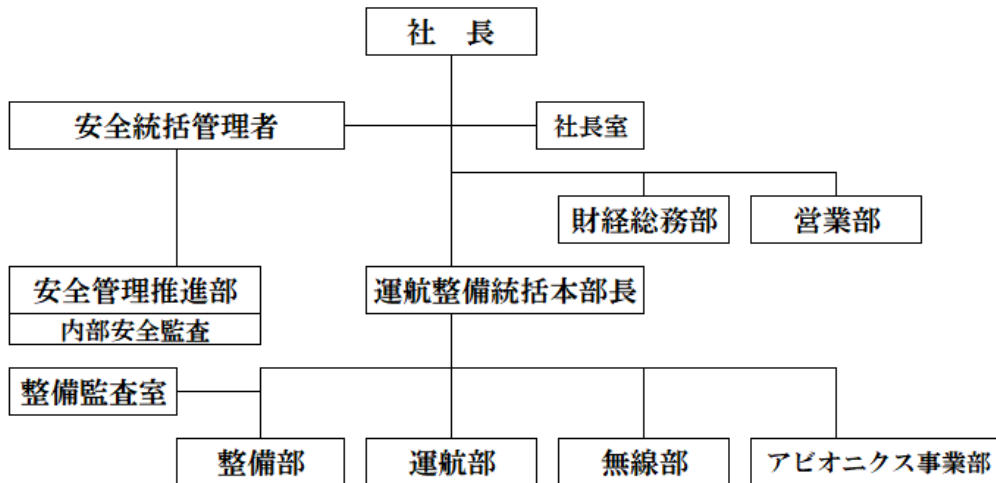 社　長
安全統括管理者
社長室
財経総務部
営業部
安全管理推進部
内部安全監査
運航整備統括本部長
整備監査室
整備部
運航部
無線部
アビオニクス事業部